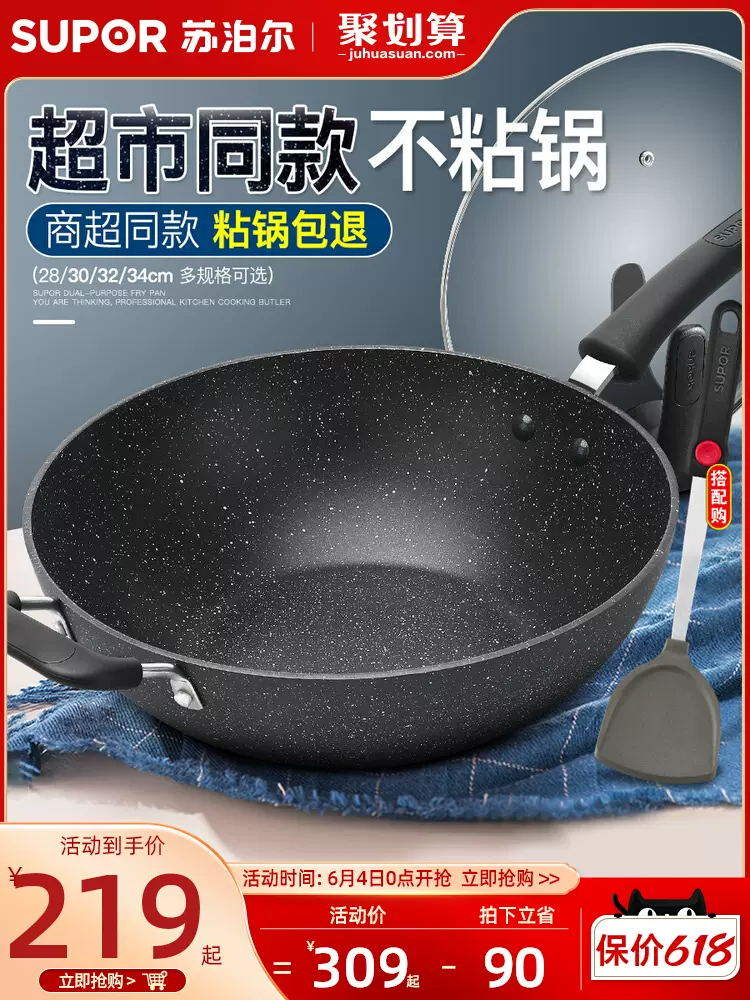 SUPOR 苏泊尔 | 聚划算
juhuasuan.com
超市同款 不粘锅
商超同款 粘锅包退
(28/30/32/34cm 多规格可选)
SUPOR DUAL-PURPOSE FRY PAN
YOU ARE THINKING, PROFESSIONAL KITCHEN COOKING BUTLER
SUPOR
SUPOR
搭配购
活动到手价
¥219起
立即抢购>
活动时间: 6月4日0点开抢 立即抢购 >>
活动价 拍下立省
= ¥309起 - 90
保价618